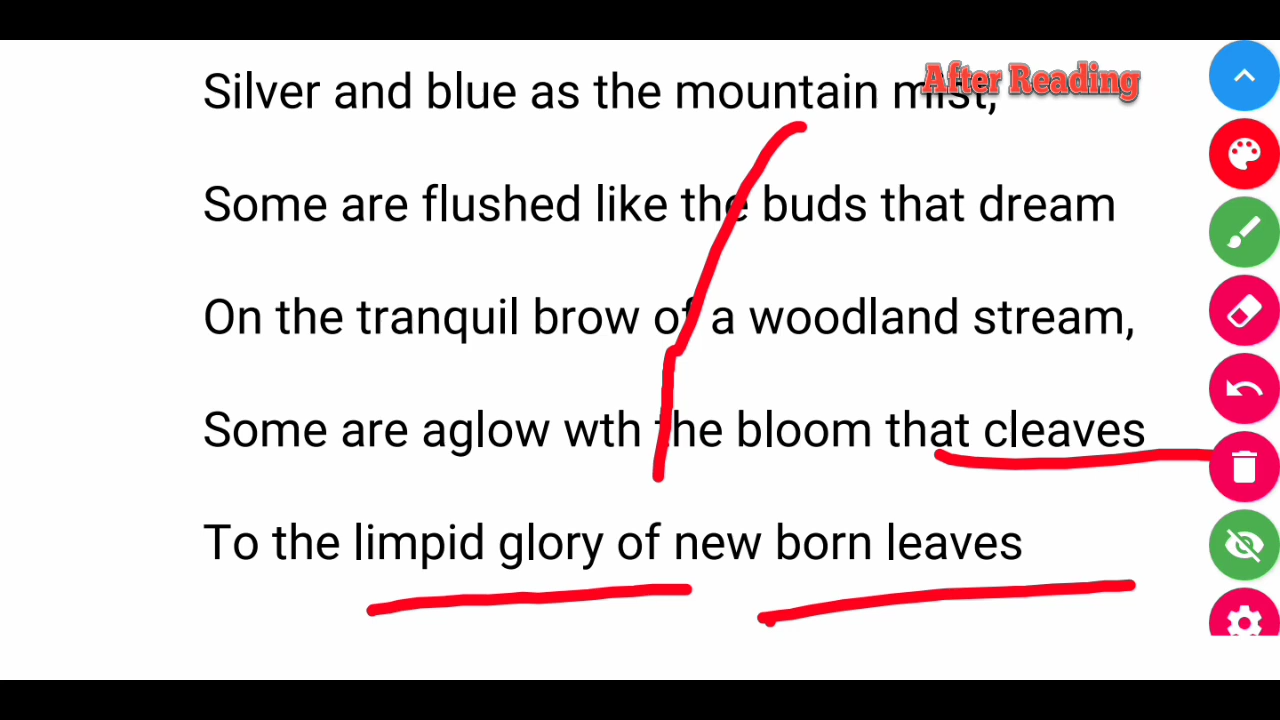 After Reading
Silver and blue as the mountain mist,
Some are flushed like the buds that dream
On the tranquil brow of a woodland stream,
Some are aglow wth the bloom that cleaves
To the limpid glory of new born leaves